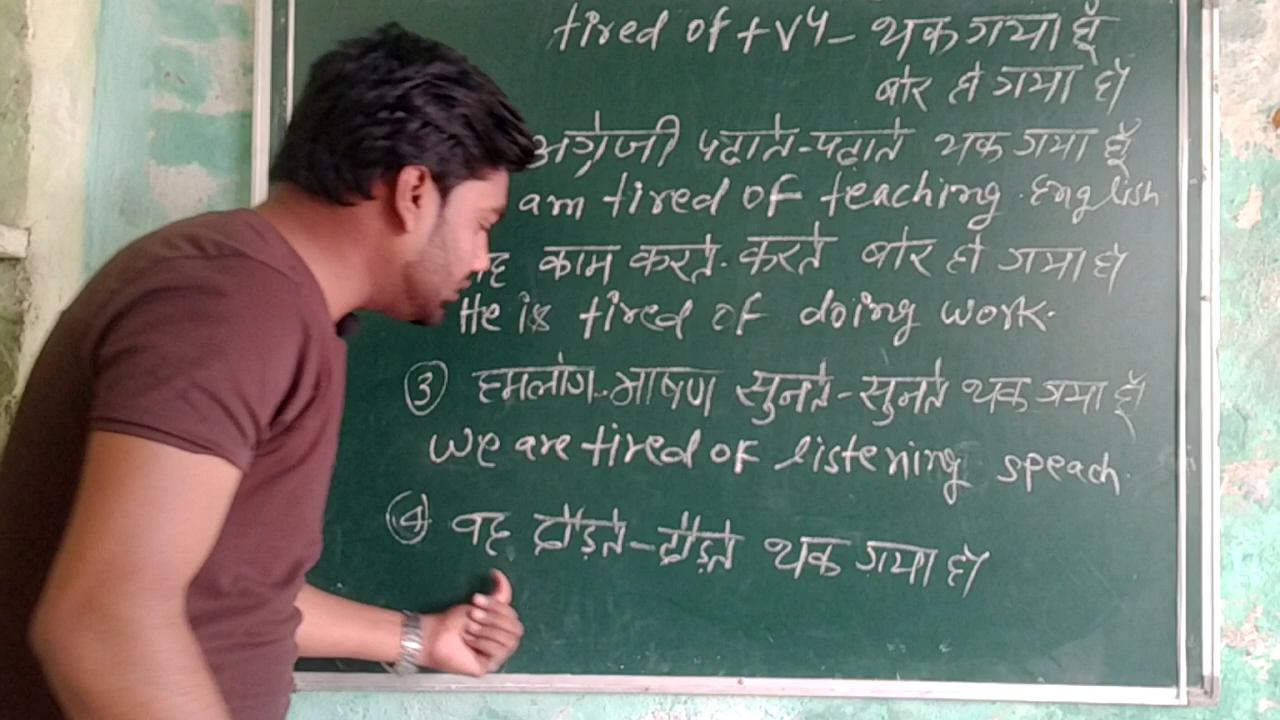 tired of + V4 - थक गया हूँ
बोर हो गया है
अंग्रेजी पढ़ाते-पढ़ाते थक गया हूँ
am tired of teaching English
काम करते-करते बोर हो गया है
He is tired of doing work.
③ हमलोग भाषण सुनते-सुनते थक गया हूँ
we are tired of listening speach.
④ वह दौड़ते-दौड़ते थक गया है